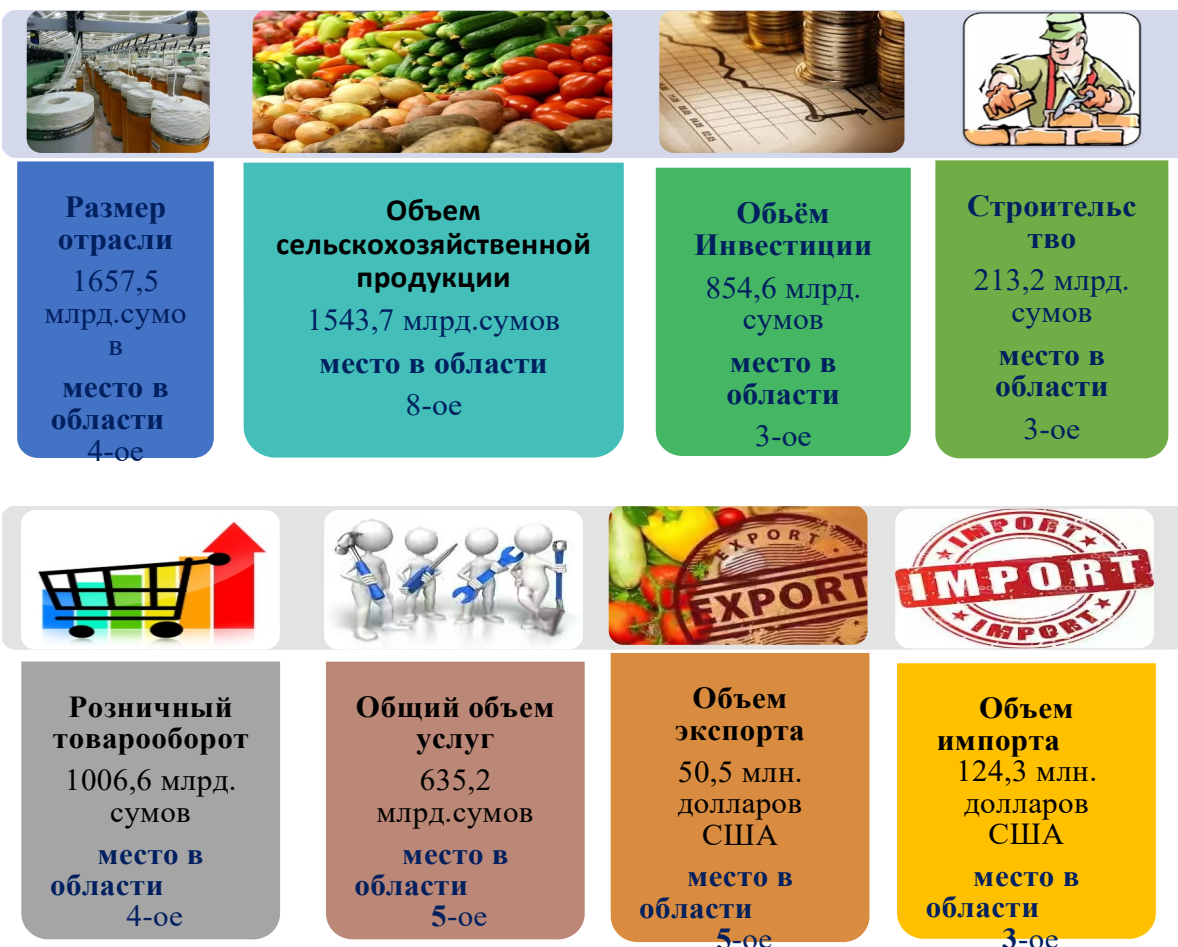 Размер
отрасли
1657,5
млрд.сумо
в
место в
области
4-ое
Объем
сельскохозяйственной
продукции
1543,7 млрд.сумов
место в области
8-ое
Обьём
Инвестиции
854,6 млрд.
сумов
место в
области
3-ое
Строительс
тво
213,2 млрд.
сумов
место в
области
3-ое
EXPORT
EXPORT
IMPORT
IMPORT
IMPORT
Розничный
товарооборот
1006,6 млрд.
сумов
место в
области
4-ое
Общий объем
услуг
635,2
млрд.сумов
место в
области
5-ое
Объем
экспорта
50,5 млн.
долларов
США
место в
области
5-ое
Объем
импорта
124,3 млн.
долларов
США
место в
области
3-ое